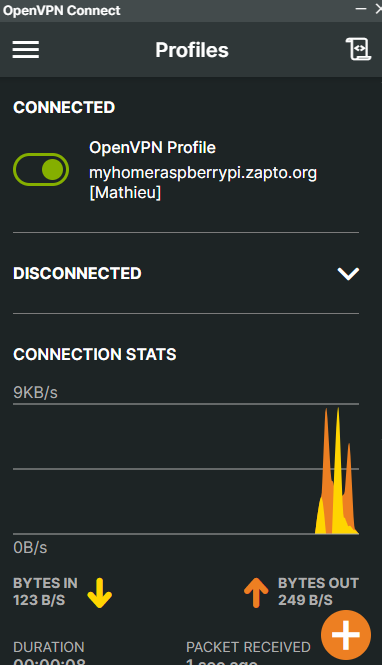 OpenVPN Connect
Profiles
CONNECTED
OpenVPN Profile
myhomeraspberrypi.zapto.org
[Mathieu]
DISCONNECTED
CONNECTION STATS
9KB/s
0B/s
BYTES IN
123 B/S
BYTES OUT
249 B/S
DURATION
PACKET RECEIVED
00:00:08
1 sec ago